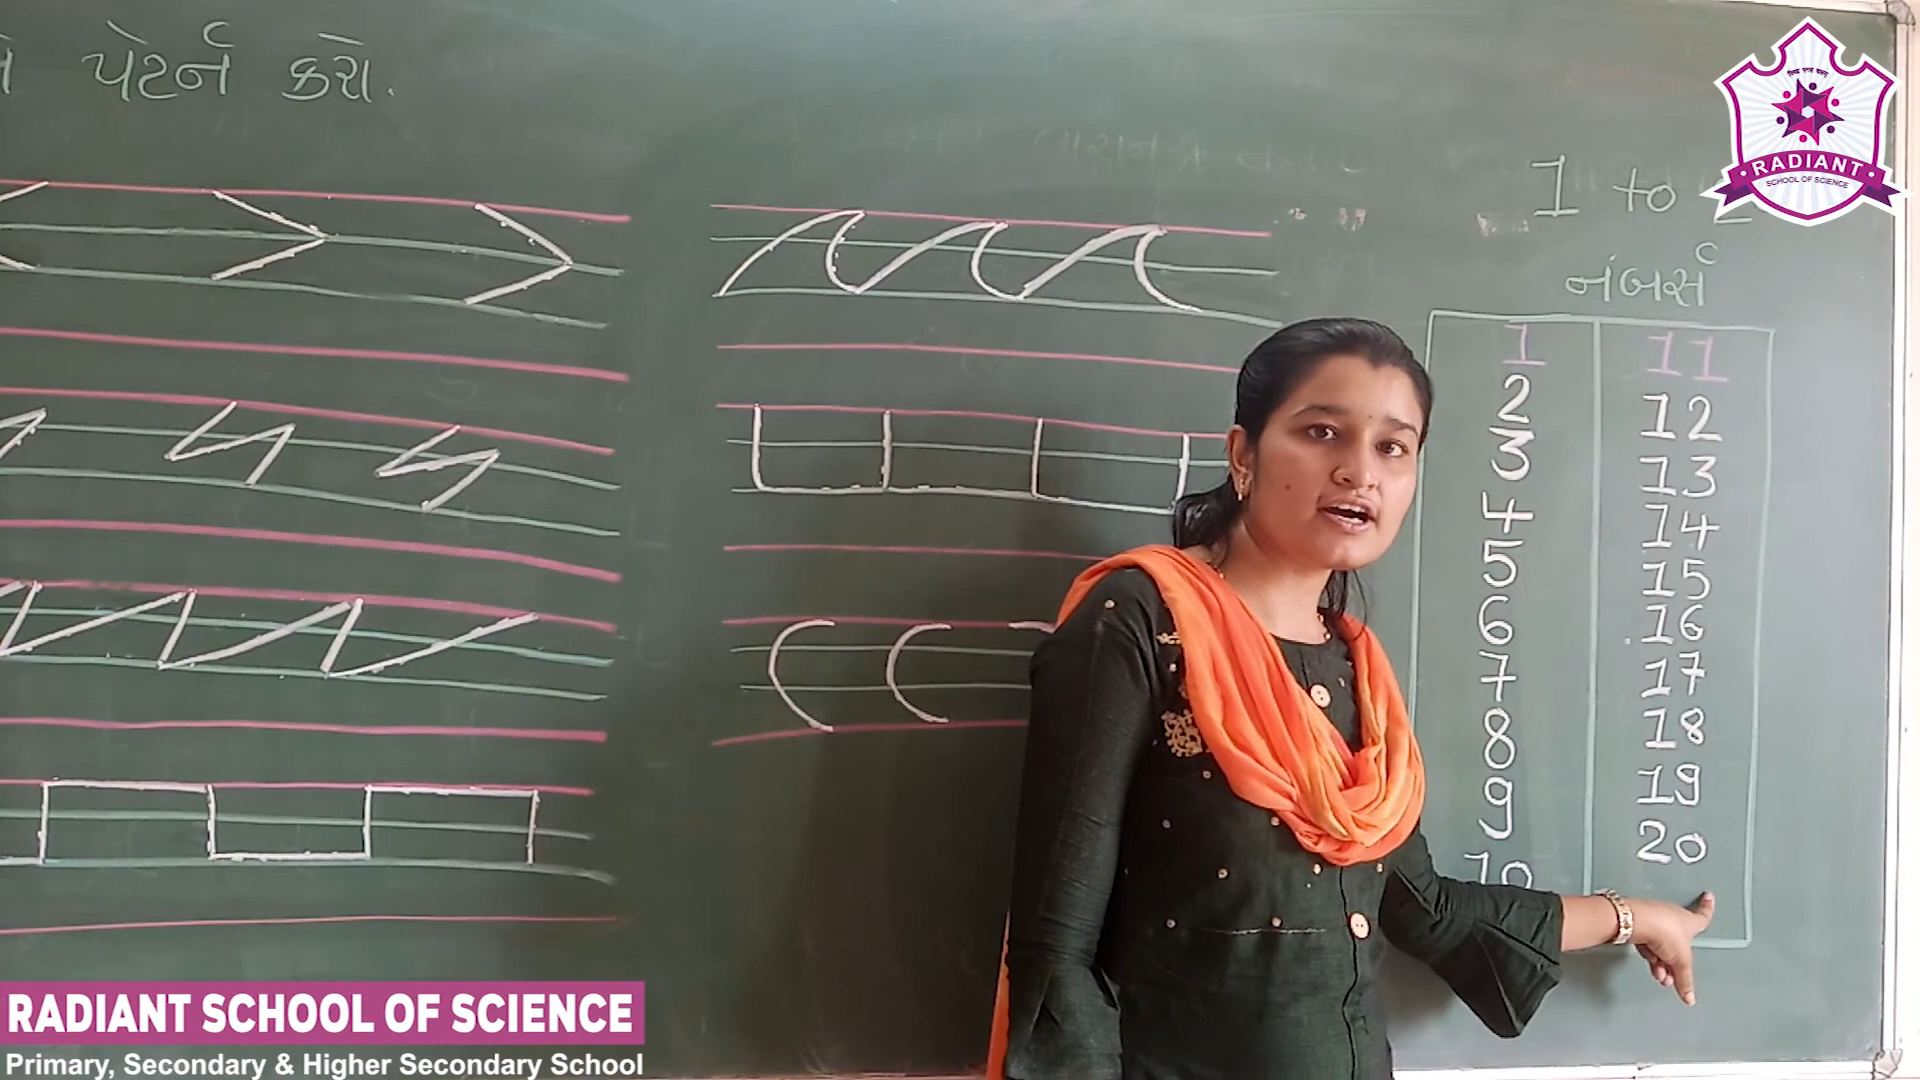 પેટર્ન કરો.
1 to
નંબર્સ
1 11
2 12
3 13
4 14
5 15
6 16
7 17
8 18
9 19
10 20
RADIANT
SCHOOL OF SCIENCE
RADIANT SCHOOL OF SCIENCE
Primary, Secondary & Higher Secondary School